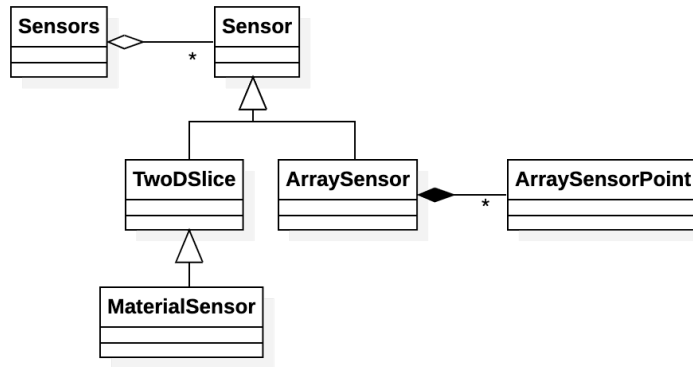 Sensors
Sensor
*
TwoDSlice
ArraySensor
ArraySensorPoint
*
MaterialSensor